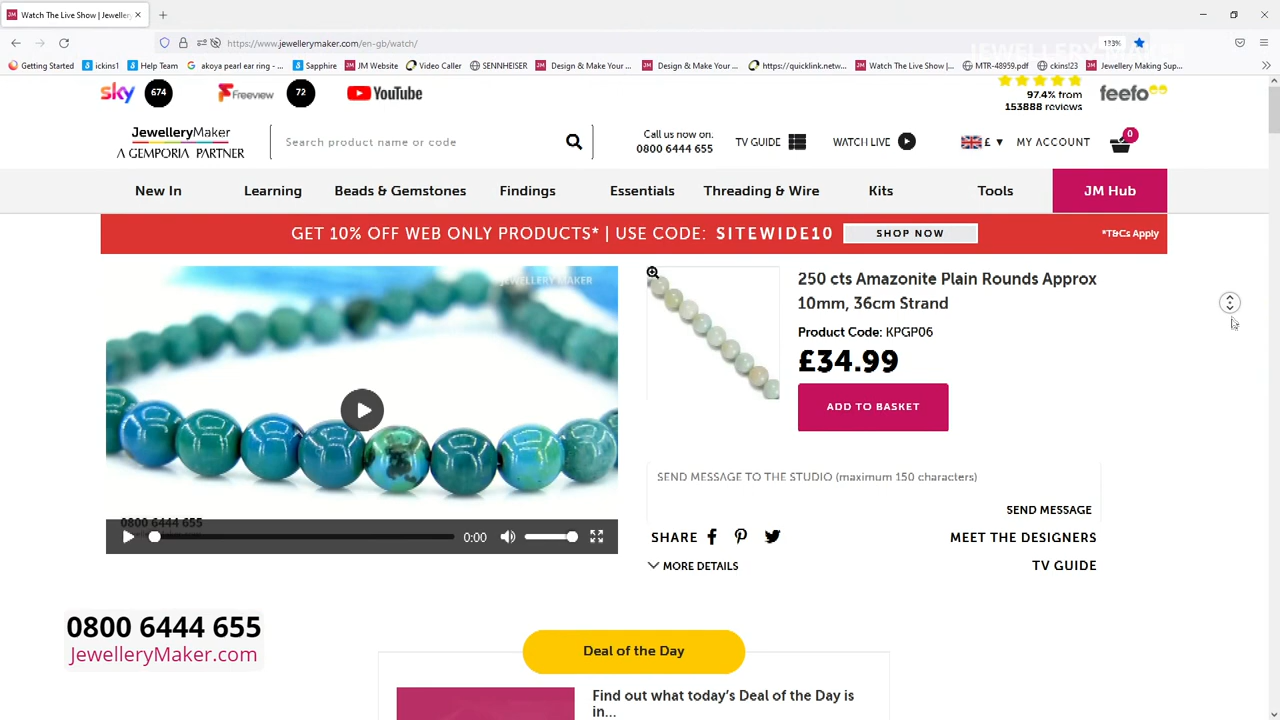 Watch The Live Show | Jeweller
https://www.jewellerymaker.com/en-gb/watch/
133%
JEWELLERY MAKER
Getting Started
ickins1
Help Team
akoya pearl ear ring - ...
Sapphire
JM Website
Video Caller
SENNHEISER
Design & Make Your ...
Design & Make Your ...
https://quicklink.netw...
Watch The Live Show |...
MTR-48959.pdf
ckins!23
Jewellery Making Sup...
sky 674
Freeview 72
YouTube
97.4% from
153888 reviews
feefo
JewelleryMaker
A GEMPORIA PARTNER
Search product name or code
Call us now on:
0800 6444 655
TV GUIDE
WATCH LIVE
£ ▼
MY ACCOUNT
0
New In
Learning
Beads & Gemstones
Findings
Essentials
Threading & Wire
Kits
Tools
JM Hub
GET 10% OFF WEB ONLY PRODUCTS* | USE CODE: SITEWIDE10
SHOP NOW
*T&Cs Apply
JEWELLERY MAKER
250 cts Amazonite Plain Rounds Approx
10mm, 36cm Strand
Product Code: KPGP06
£34.99
ADD TO BASKET
SEND MESSAGE TO THE STUDIO (maximum 150 characters)
SEND MESSAGE
0800 6444 655
0:00
SHARE
MEET THE DESIGNERS
MORE DETAILS
TV GUIDE
0800 6444 655
JewelleryMaker.com
Deal of the Day
Find out what today's Deal of the Day is
in...